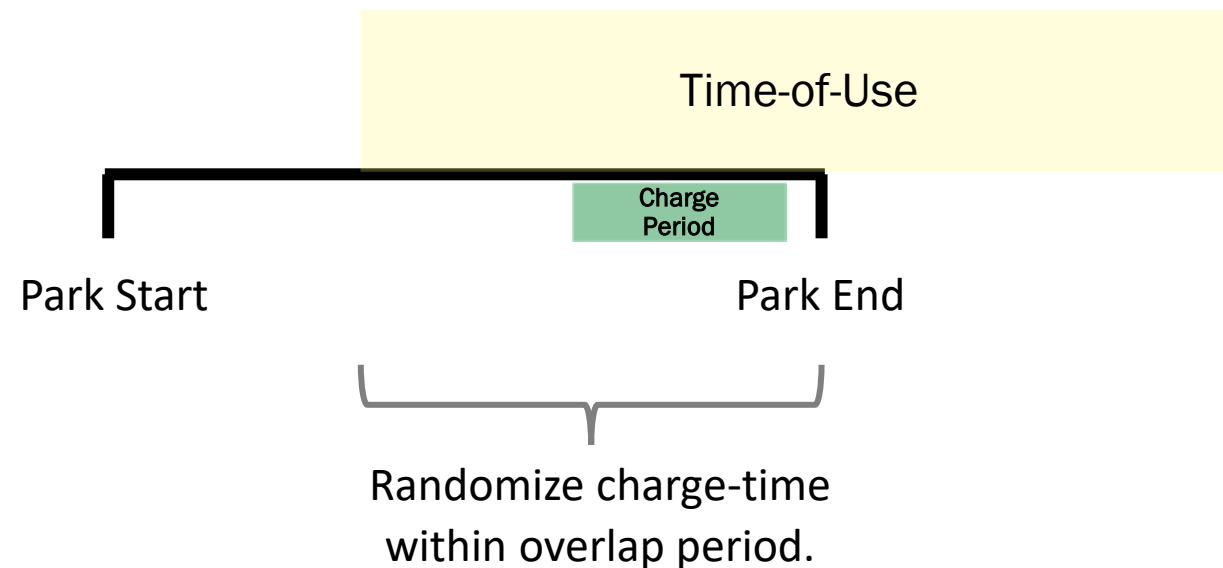 Time-of-Use
Charge
Period
Park Start
Park End
Randomize charge-time
within overlap period.